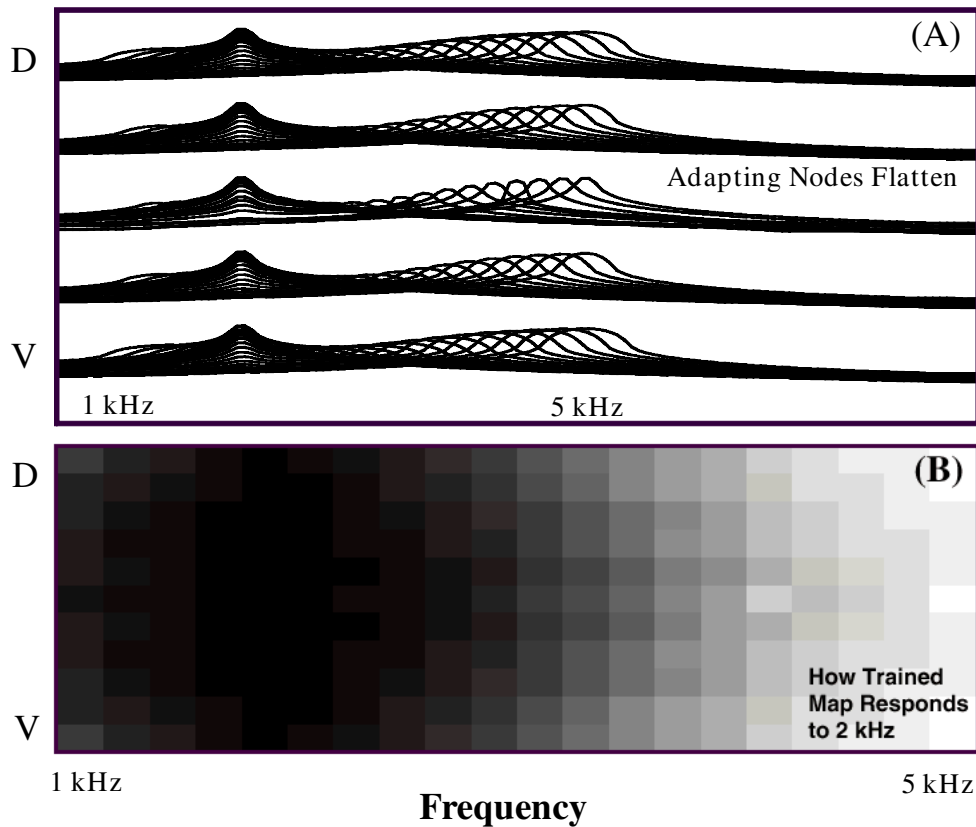 (A)
D
Adapting Nodes Flatten
V
1 kHz 5 kHz
D
(B)
How Trained
Map Responds
to 2 kHz
V
1 kHz 5 kHz
Frequency